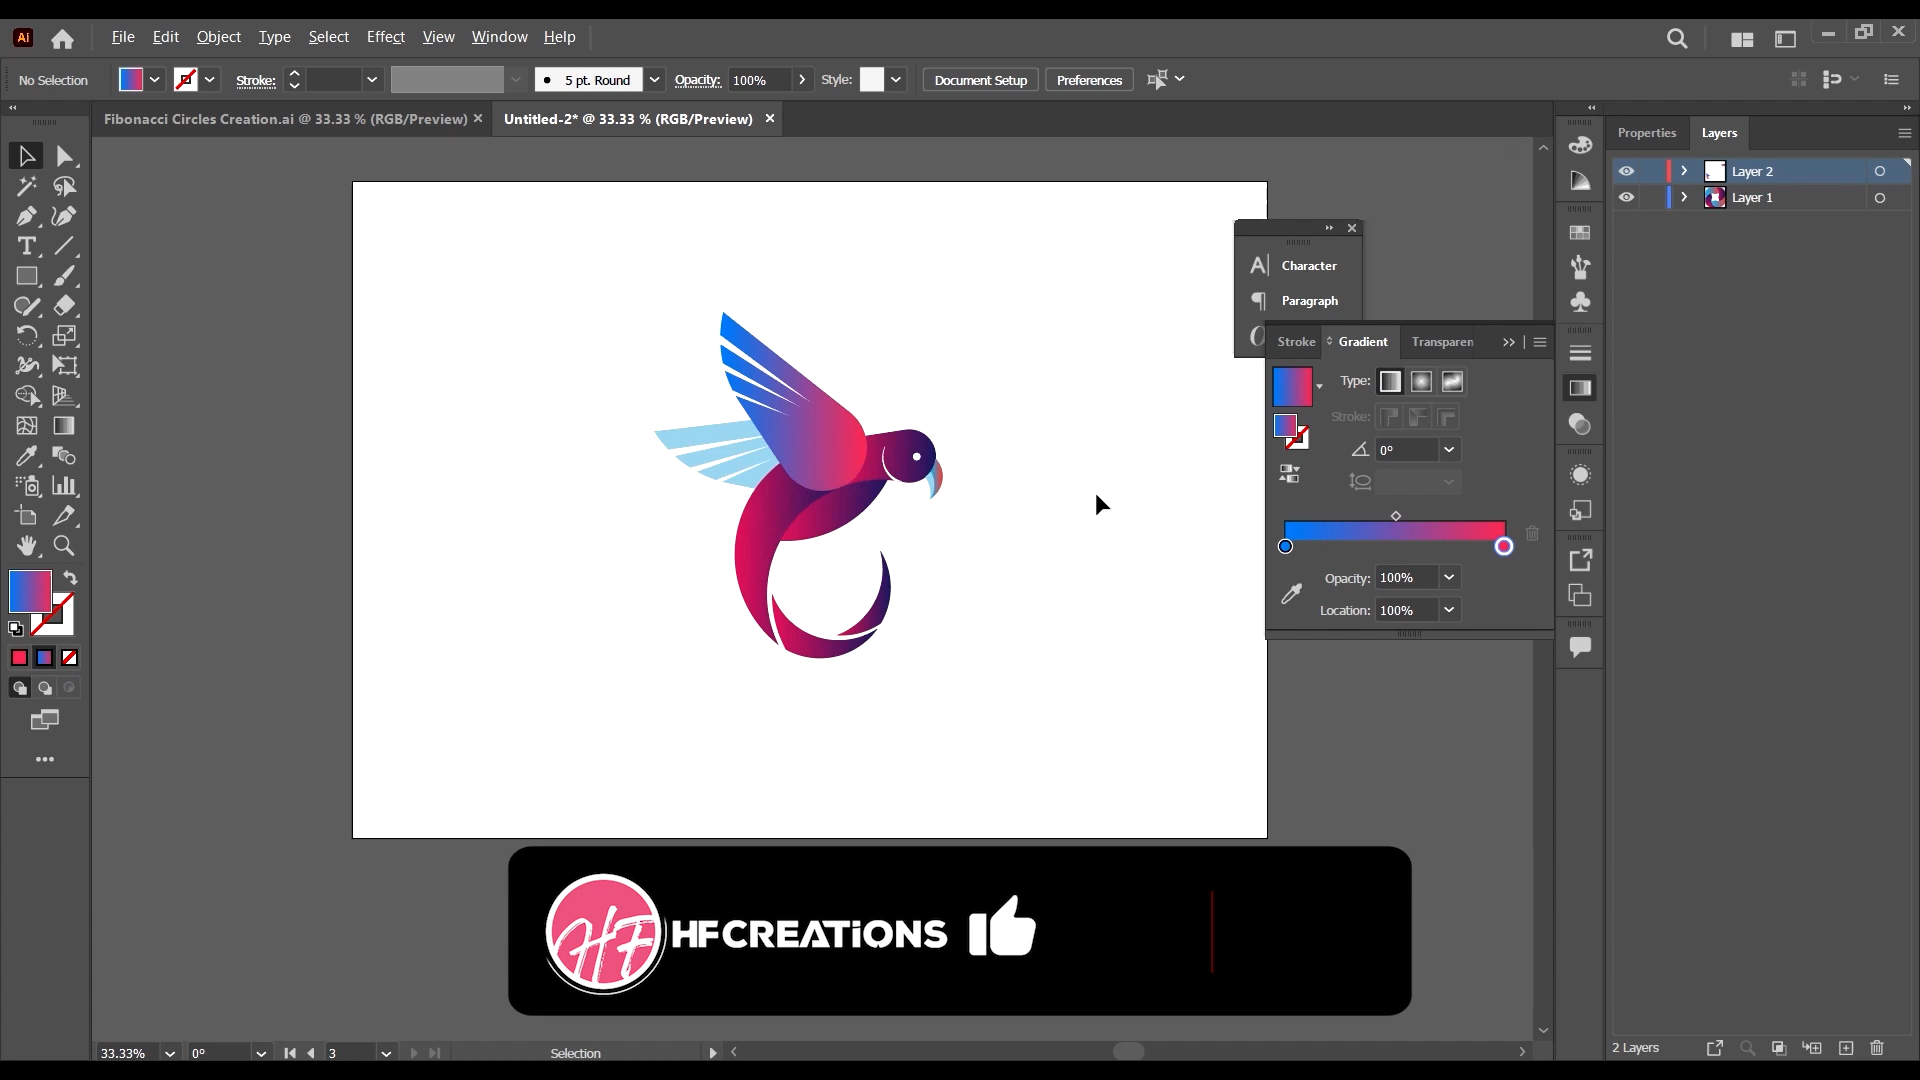 Ai File Edit Object Type Select Effect View Window Help
No Selection Stroke: 5 pt. Round Opacity: 100% Style: Document Setup Preferences
Fibonacci Circles Creation.ai @ 33.33 % (RGB/Preview) Untitled-2* @ 33.33 % (RGB/Preview)
Properties Layers
Layer 2
Layer 1
Character
Paragraph
Stroke Gradient Transparen
Type:
Stroke:
0°
Opacity: 100%
Location: 100%
HF HFCREATIONS
33.33% 0° 3 Selection
2 Layers